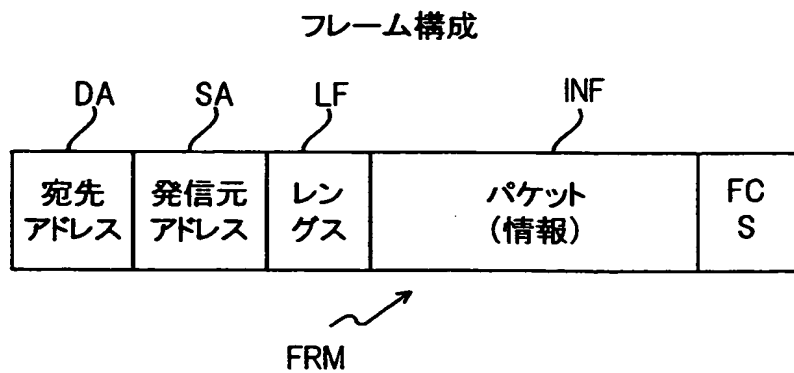 フレーム構成
DA SA LF INF
宛先
アドレス
発信元
アドレス
レン
グス
パケット
(情報)
FC
S
FRM